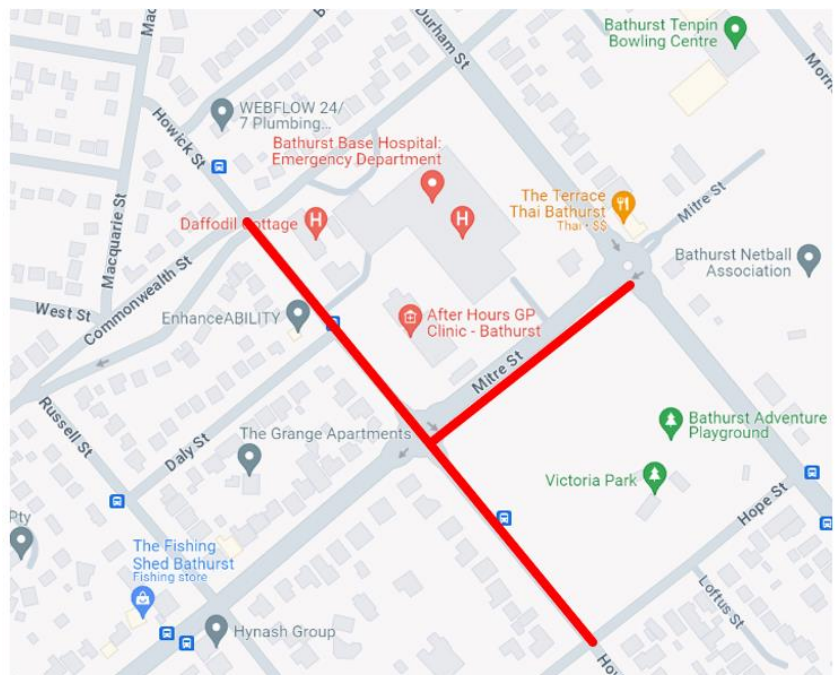 Durham St
Bathurst Tenpin
Bowling Centre
Howick St
WEBFLOW 24/
7 Plumbing...
Bathurst Base Hospital:
Emergency Department
H
H
Daffodil Cottage
The Terrace
Thai Bathurst
Thai • $$
Mitre St
Macquarie St
Bathurst Netball
Association
West St
Commonwealth St
EnhanceABILITY
After Hours GP
Clinic - Bathurst
Mitre St
Russell St
Daly St
The Grange Apartments
Bathurst Adventure
Playground
Victoria Park
Hope St
Pty
The Fishing
Shed Bathurst
Fishing store
Loftus St
Hynash Group